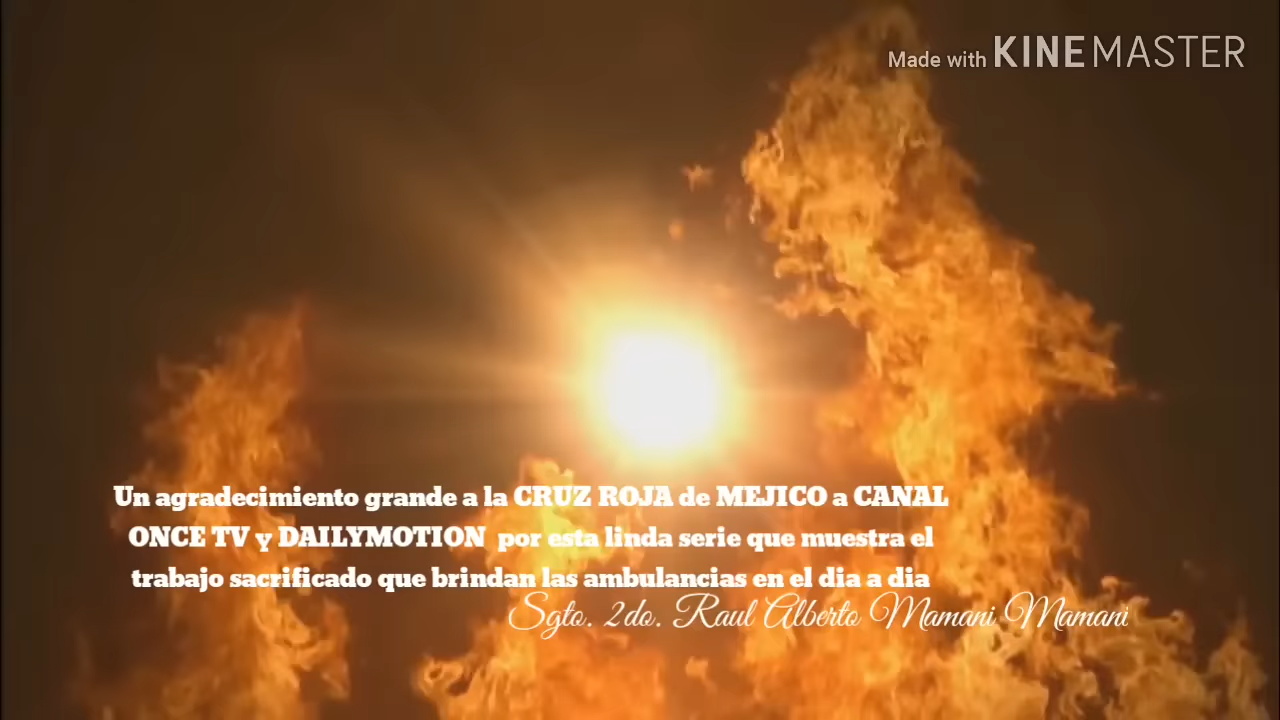 Made with KINEMASTER
Un agradecimiento grande a la CRUZ ROJA de MEJICO a CANAL
ONCE TV y DAILYMOTION por esta linda serie que muestra el
trabajo sacrificado que brindan las ambulancias en el dia a dia
Sgto. 2do. Raul Alberto Mamani Mamani